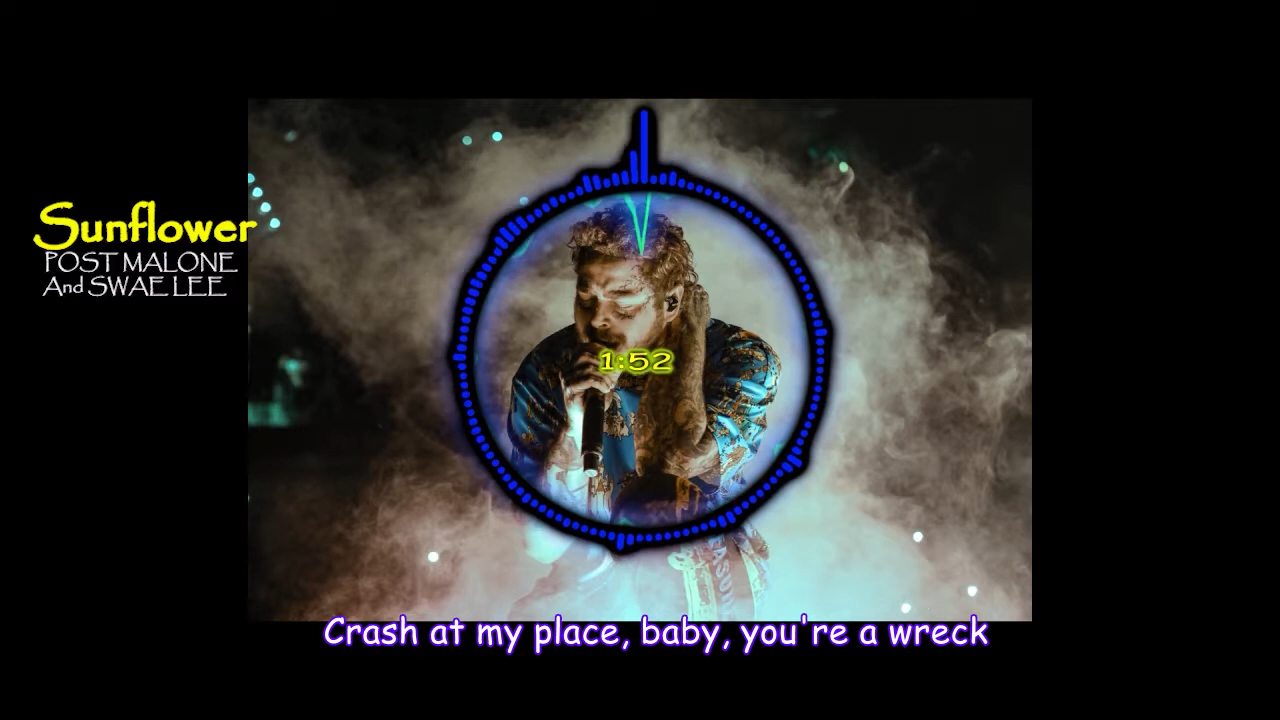 Sunflower
POST MALONE
And SWAE LEE
1:52
Crash at my place, baby, you're a wreck